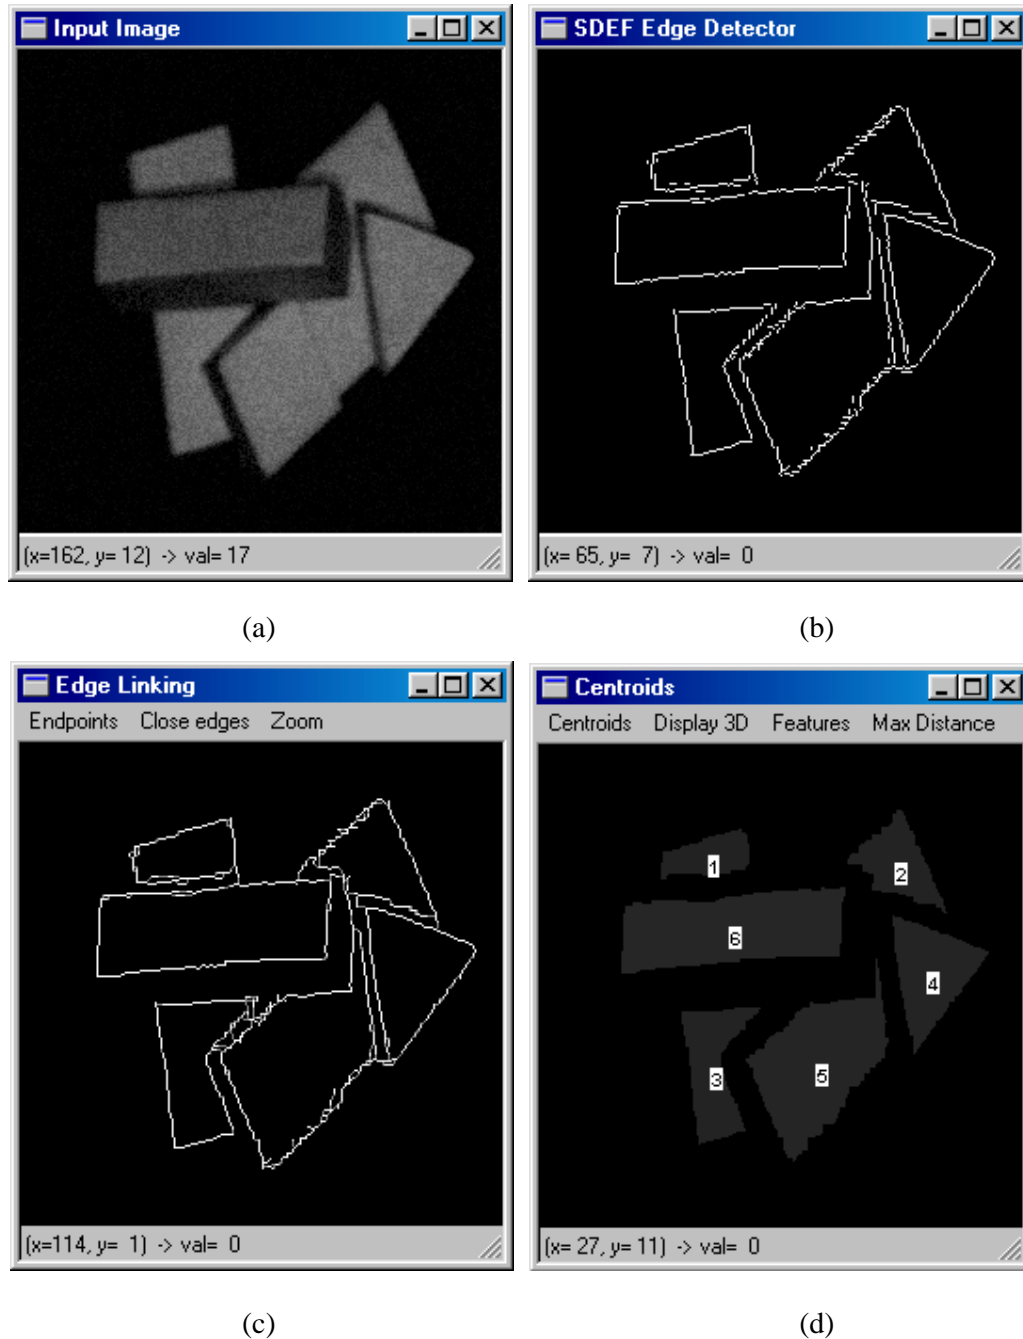 Input Image
SDEF Edge Detector
(x=162, y= 12) -> val= 17
(x= 65, y= 7) -> val= 0
(a)
(b)
Edge Linking
Centroids
Endpoints Close edges Zoom
Centroids Display 3D Features Max Distance
1
2
6
4
3
5
(x=114, y= 1) -> val= 0
(x= 27, y= 11) -> val= 0
(c)
(d)